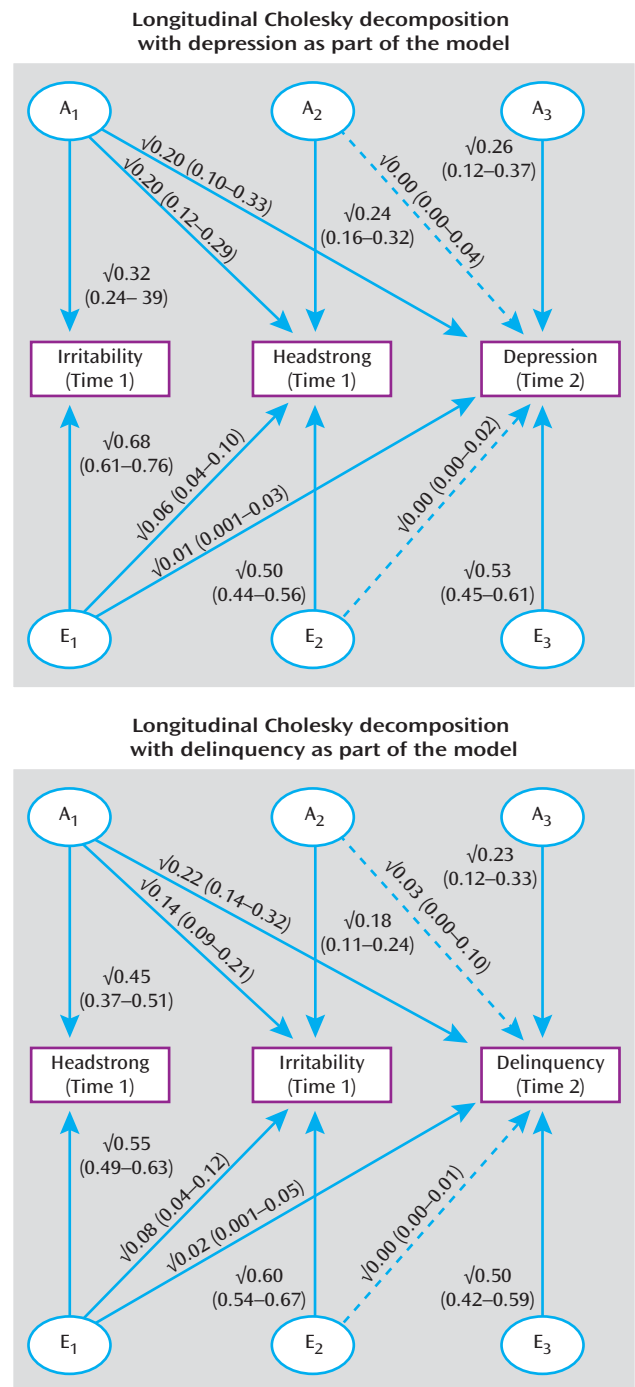 Longitudinal Cholesky decomposition
with depression as part of the model
A1
A2
A3
√0.20 (0.10–0.33)
√0.20 (0.12–0.29)
√0.00 (0.00–0.04)
√0.26
(0.12–0.37)
√0.24
(0.16–0.32)
√0.32
(0.24– 39)
Irritability
(Time 1)
Headstrong
(Time 1)
Depression
(Time 2)
√0.68
(0.61–0.76)
√0.06 (0.04–0.10)
√0.01 (0.001–0.03)
√0.00 (0.00–0.02)
√0.50
(0.44–0.56)
√0.53
(0.45–0.61)
E1
E2
E3
Longitudinal Cholesky decomposition
with delinquency as part of the model
A1
A2
A3
√0.22 (0.14–0.32)
√0.14 (0.09–0.21)
√0.03 (0.00–0.10)
√0.23
(0.12–0.33)
√0.18
(0.11–0.24)
√0.45
(0.37–0.51)
Headstrong
(Time 1)
Irritability
(Time 1)
Delinquency
(Time 2)
√0.55
(0.49–0.63)
√0.08 (0.04–0.12)
√0.02 (0.001–0.05)
√0.00 (0.00–0.01)
√0.60
(0.54–0.67)
√0.50
(0.42–0.59)
E1
E2
E3